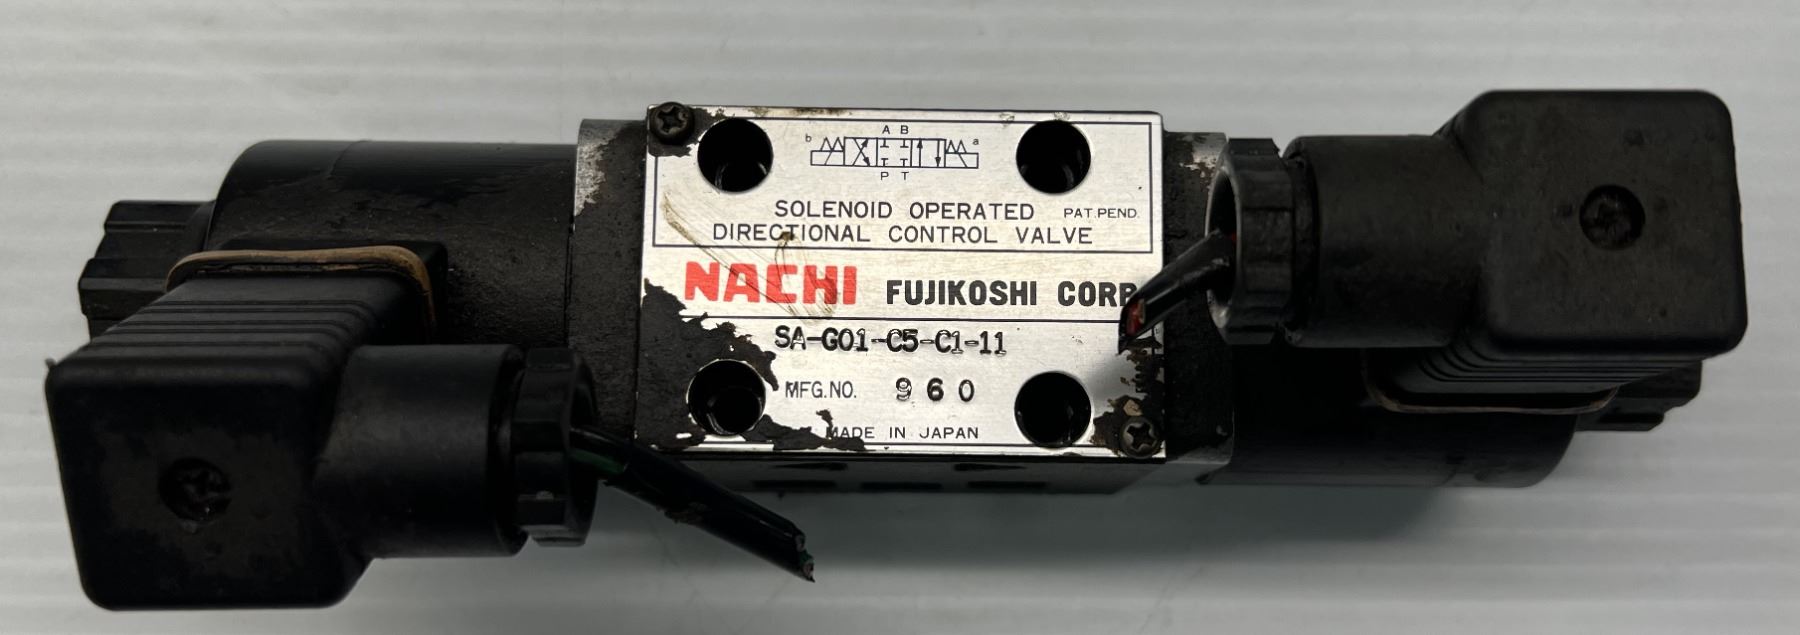 A B
b a
P T
SOLENOID OPERATED PAT.PEND.
DIRECTIONAL CONTROL VALVE
NACHI FUJIKOSHI CORP
SA-G01-C5-C1-11
MFG.NO. 960
MADE IN JAPAN